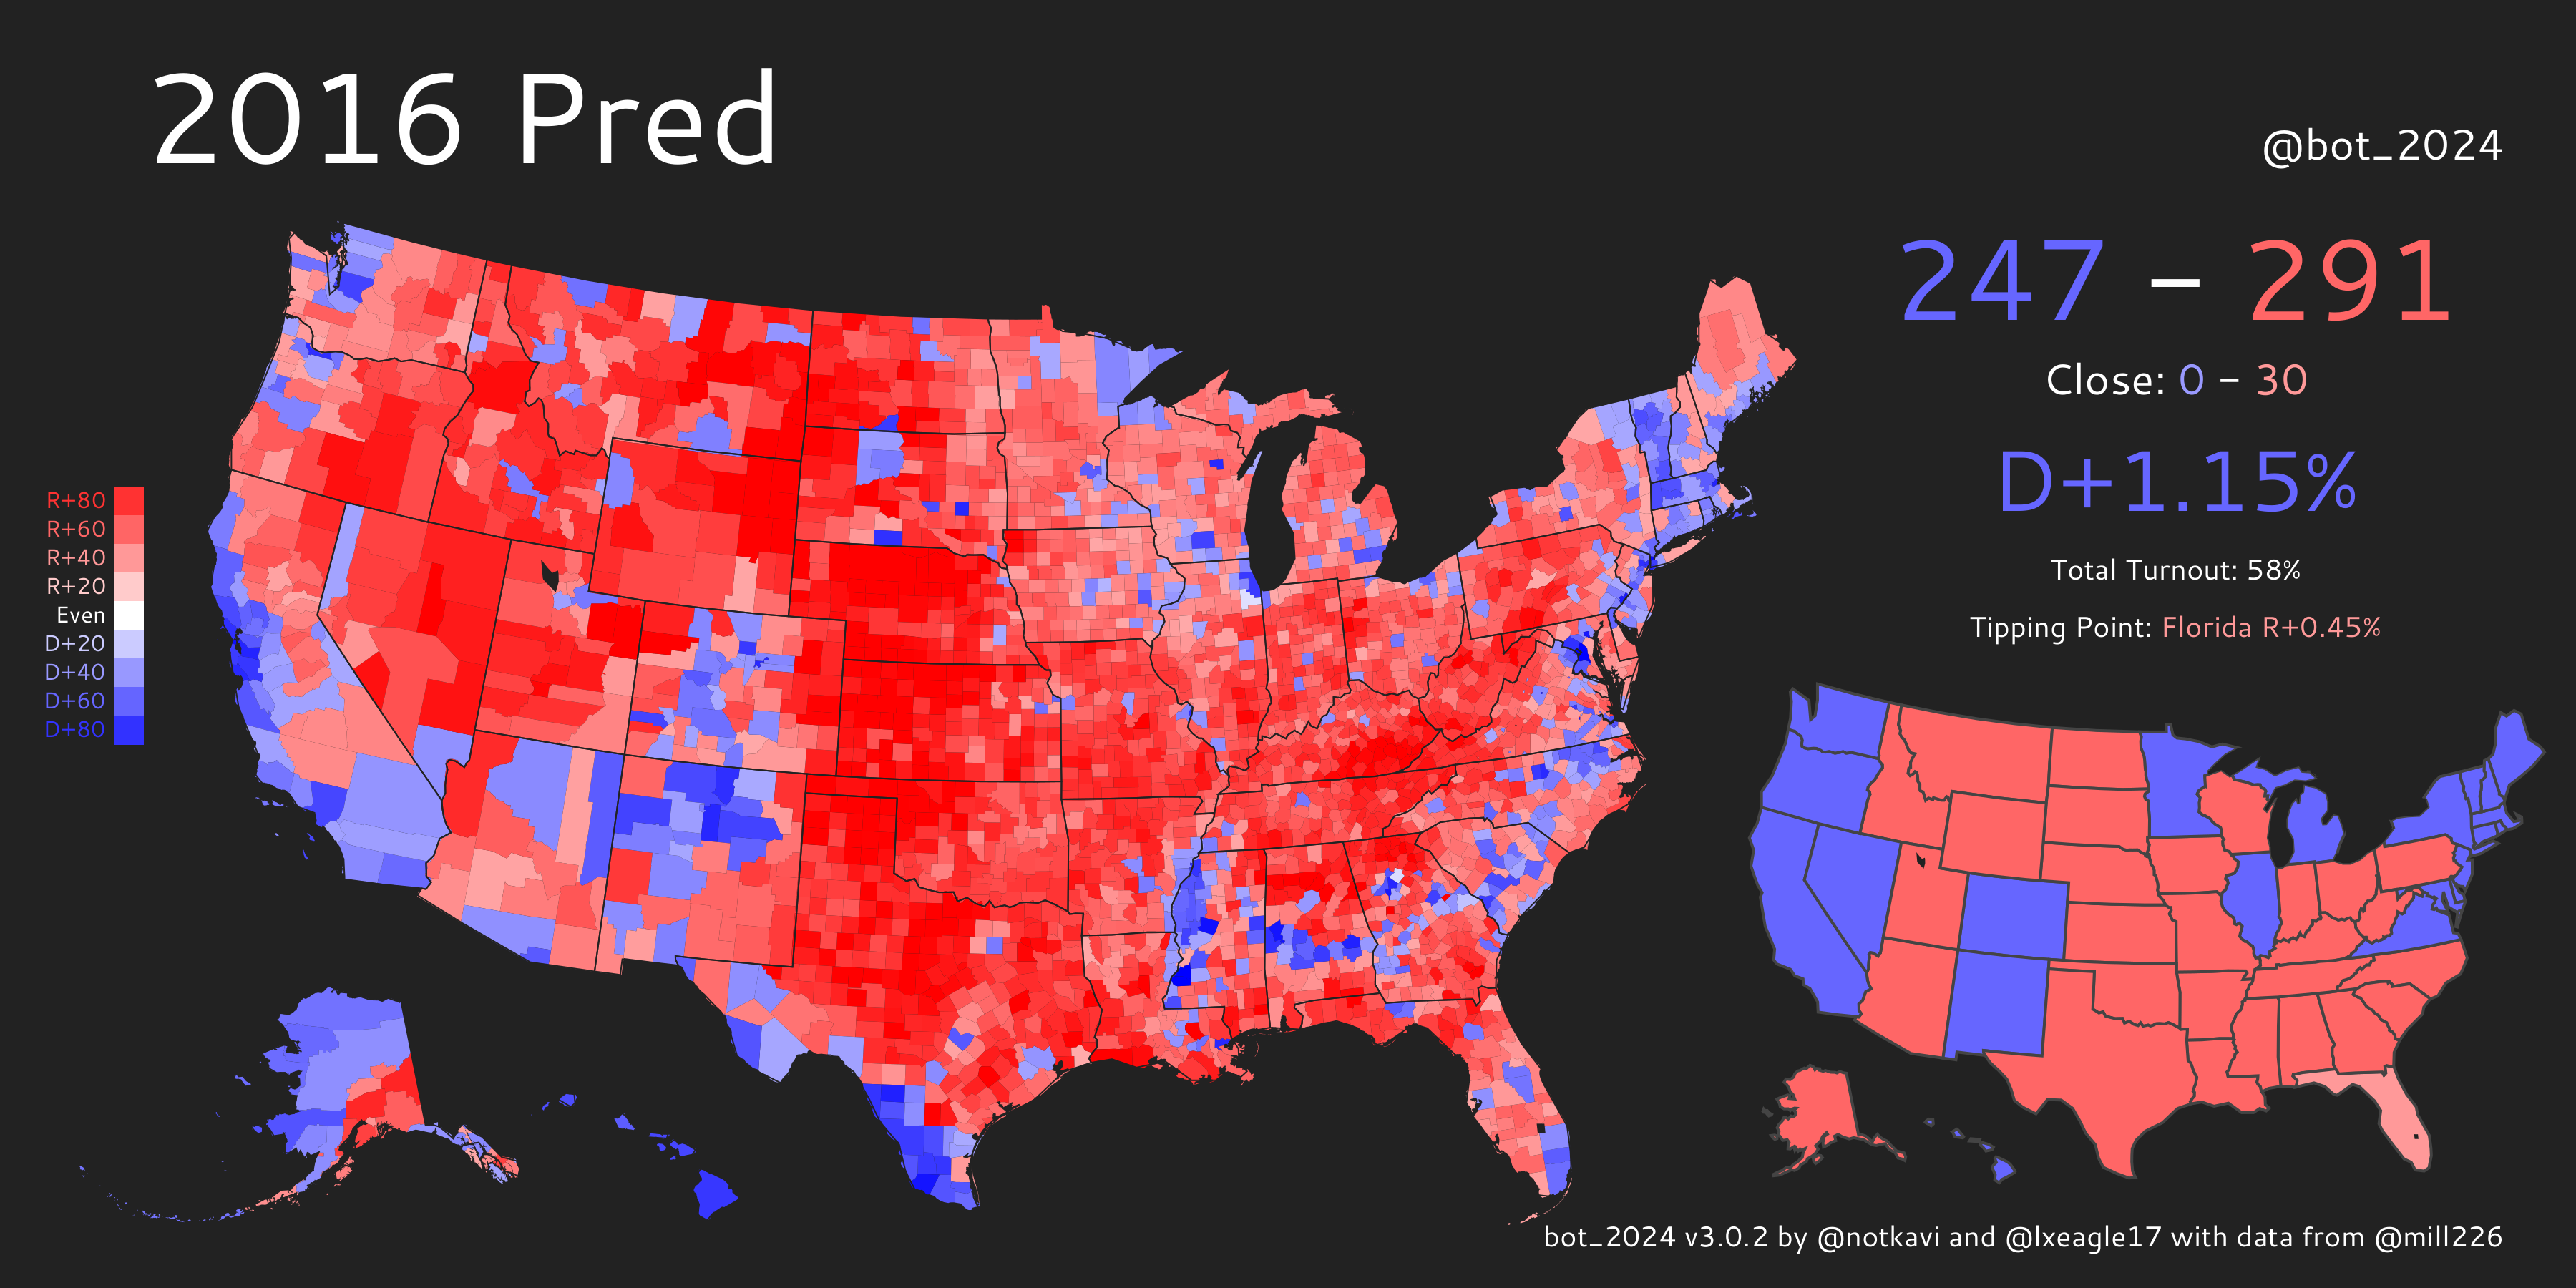 2016 Pred
@bot_2024
247 – 291
Close: 0 – 30
D+1.15%
Total Turnout: 58%
Tipping Point: Florida R+0.45%
R+80
R+60
R+40
R+20
Even
D+20
D+40
D+60
D+80
bot_2024 v3.0.2 by @notkavi and @lxeagle17 with data from @mill226